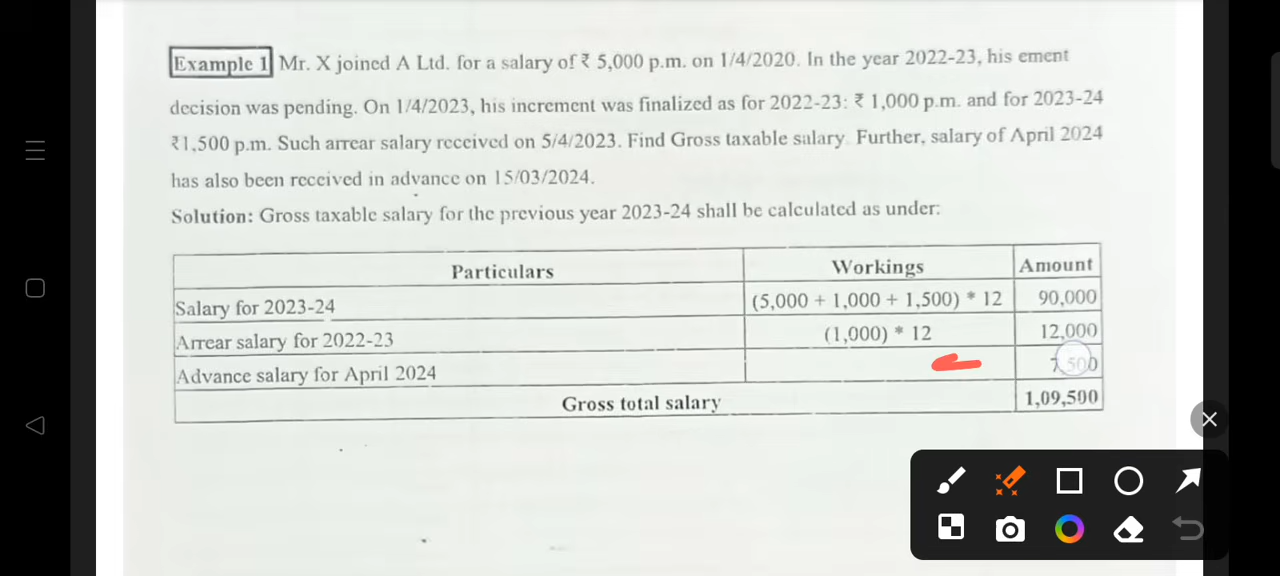 Example 1 Mr. X joined A Ltd. for a salary of ₹ 5,000 p.m. on 1/4/2020. In the year 2022-23, his ement
decision was pending. On 1/4/2023, his increment was finalized as for 2022-23: ₹ 1,000 p.m. and for 2023-24
₹1,500 p.m. Such arrear salary received on 5/4/2023. Find Gross taxable salary. Further, salary of April 2024
has also been received in advance on 15/03/2024.
Solution: Gross taxable salary for the previous year 2023-24 shall be calculated as under:
Particulars Workings Amount
Salary for 2023-24 (5,000 + 1,000 + 1,500) * 12 90,000
Arrear salary for 2022-23 (1,000) * 12 12,000
Advance salary for April 2024 7,500
Gross total salary 1,09,500